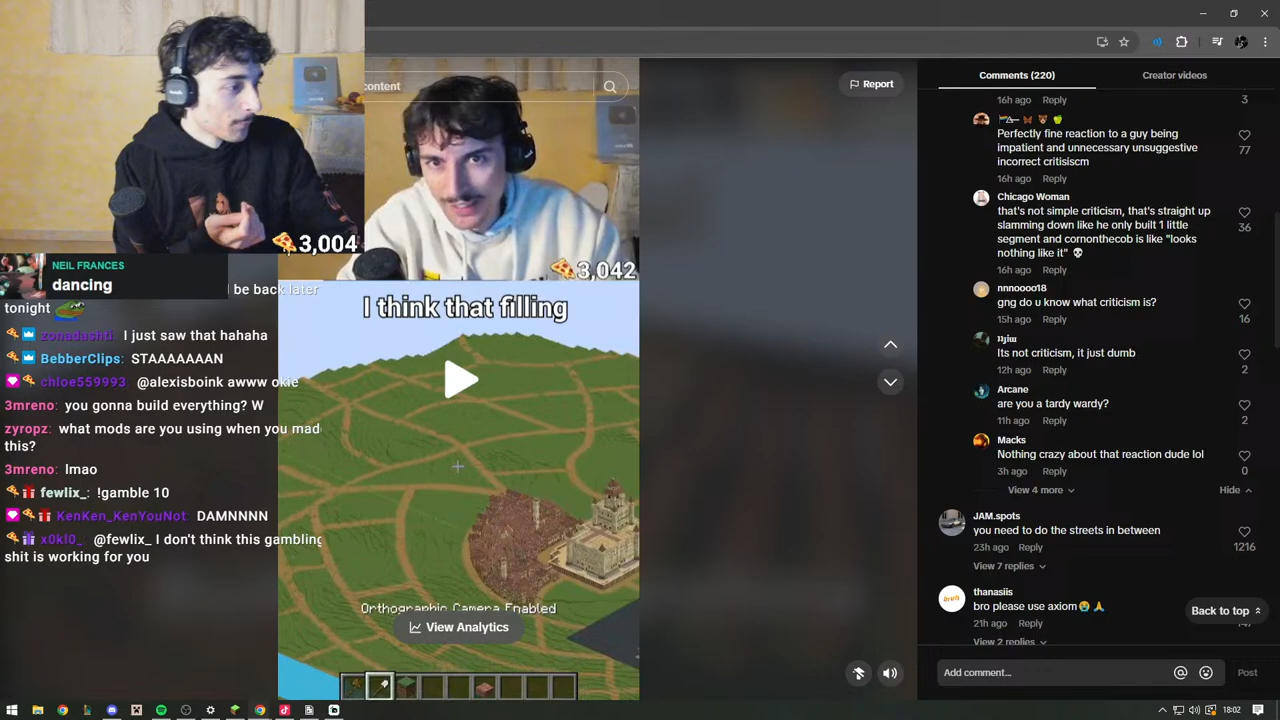 content
Report
Comments (220)
Creator videos
16h ago Reply
3
Perfectly fine reaction to a guy being
impatient and unnecessary unsuggestive
incorrect critisiscm
77
16h ago Reply
Chicago Woman
that's not simple criticism, that's straight up
slamming down like he only built 1 little
segment and cornonthecob is like "looks
nothing like it" 💀
36
16h ago Reply
nnnoooo18
gng do u know what criticism is?
16
15h ago Reply
Its not criticism, it just dumb
2
12h ago Reply
Arcane
are you a tardy wardy?
2
11h ago Reply
Macks
Nothing crazy about that reaction dude lol
0
3h ago Reply
View 4 more
Hide
JAM.spots
you need to do the streets in between
1216
23h ago Reply
View 7 replies
thanasiis
bro please use axiom😭🙏
21h ago Reply
View 2 replies
Back to top
Add comment...
Post
3,004
3,042
NEIL FRANCES
dancing
be back later
tonight
zonadashti I just saw that hahaha
BebberClips: STAAAAAAN
chloe559993 @alexisboink awww okie
3mreno: you gonna build everything? W
zyropz: what mods are you using when you mad
this?
3mreno: lmao
fewlix_: !gamble 10
KenKen_KenYouNot: DAMNNNN
x0kl0_ @fewlix_ I don't think this gambling
shit is working for you
I think that filling
Orthographic Camera Enabled
View Analytics
18:02